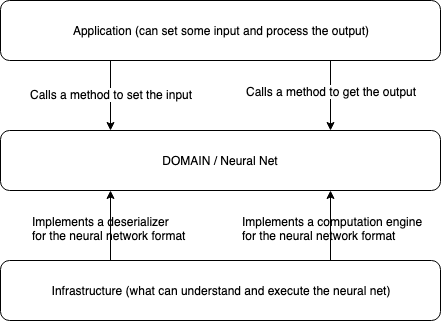 Application (can set some input and process the output)
Calls a method to set the input
Calls a method to get the output
DOMAIN / Neural Net
Implements a deserializer
for the neural network format
Implements a computation engine
for the neural network format
Infrastructure (what can understand and execute the neural net)